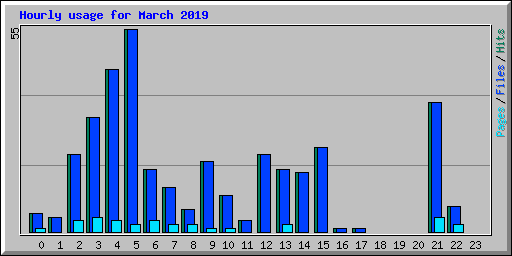 Hourly usage for March 2019
55
Pages / Files / Hits
0 1 2 3 4 5 6 7 8 9 10 11 12 13 14 15 16 17 18 19 20 21 22 23